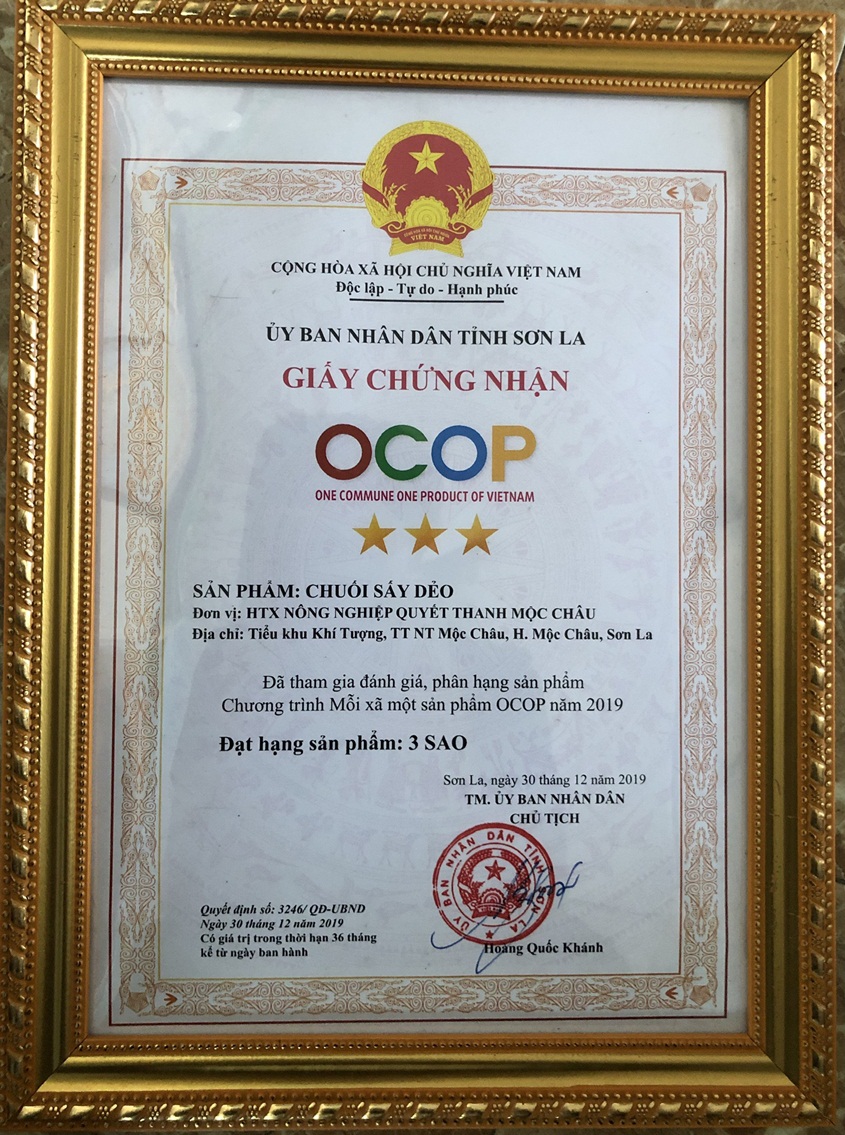 VIỆT NAM
CỘNG HÒA XÃ HỘI CHỦ NGHĨA VIỆT NAM
Độc lập - Tự do - Hạnh phúc
ỦY BAN NHÂN DÂN TỈNH SƠN LA
GIẤY CHỨNG NHẬN
OCOP
ONE COMMUNE ONE PRODUCT OF VIETNAM
SẢN PHẨM: CHUỐI SẤY DẺO
Đơn vị: HTX NÔNG NGHIỆP QUYẾT THANH MỘC CHÂU
Địa chỉ: Tiểu khu Khí Tượng, TT NT Mộc Châu, H. Mộc Châu, Sơn La
Đã tham gia đánh giá, phân hạng sản phẩm
Chương trình Mỗi xã một sản phẩm OCOP năm 2019
Đạt hạng sản phẩm: 3 SAO
Sơn La, ngày 30 tháng 12 năm 2019
TM. ỦY BAN NHÂN DÂN
CHỦ TỊCH
ỦY BAN NHÂN DÂN TỈNH SƠN LA
Hoàng Quốc Khánh
Quyết định số: 3246/ QĐ-UBND
Ngày 30 tháng 12 năm 2019
Có giá trị trong thời hạn 36 tháng
kể từ ngày ban hành